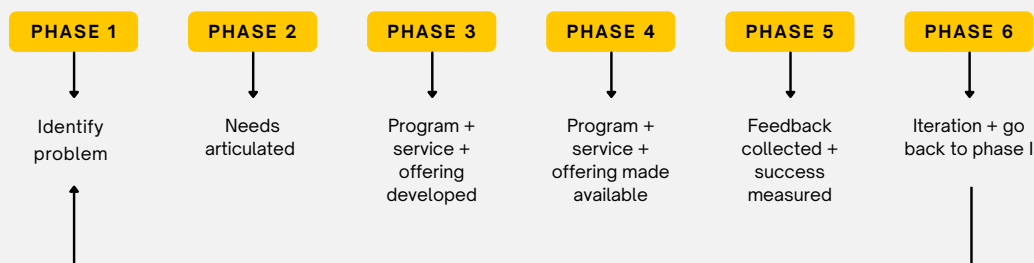 PHASE 1
Identify
problem
PHASE 2
Needs
articulated
PHASE 3
Program +
service +
offering
developed
PHASE 4
Program +
service +
offering made
available
PHASE 5
Feedback
collected +
success
measured
PHASE 6
Iteration + go
back to phase I